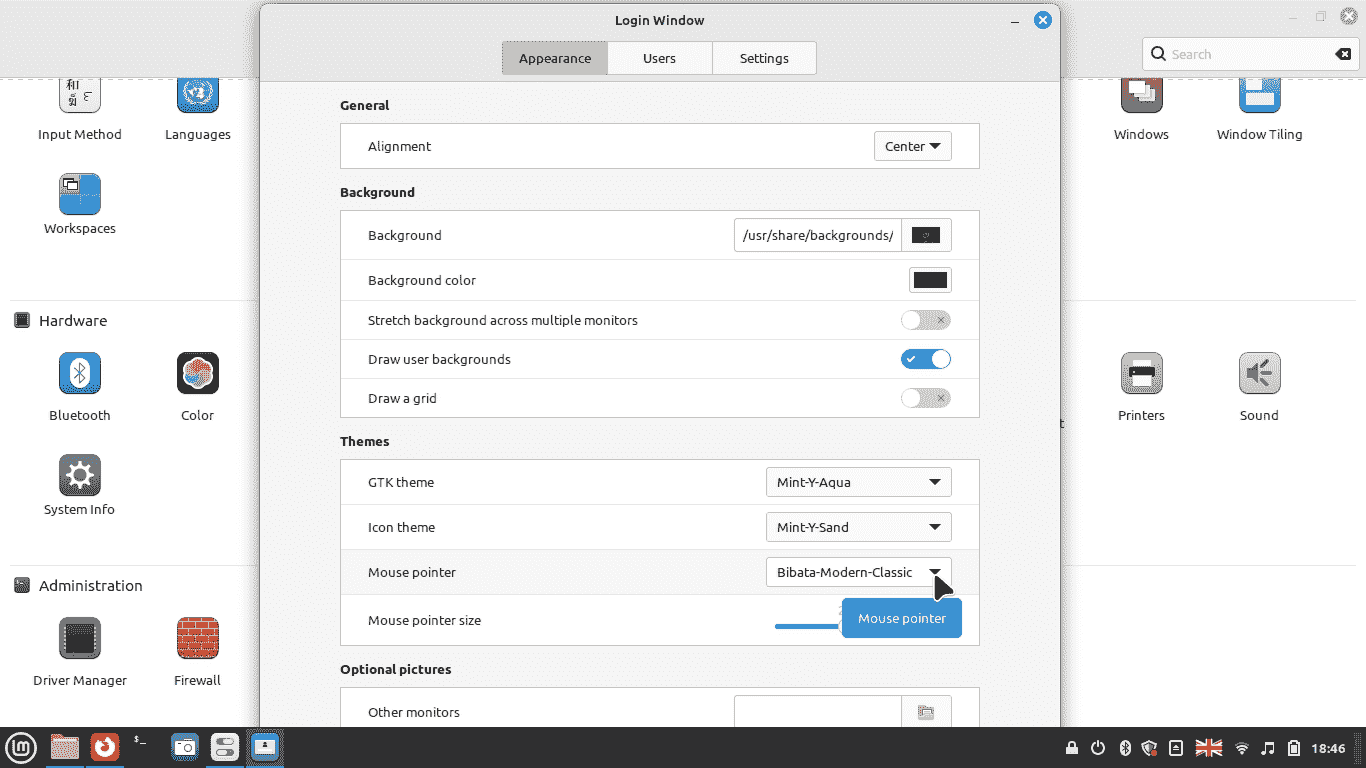 Login Window
Appearance Users Settings
Search
Input Method
Languages
Windows
Window Tiling
Workspaces
Hardware
Bluetooth
Color
Printers
Sound
System Info
Administration
Driver Manager
Firewall
General
Alignment Center
Background
Background /usr/share/backgrounds/
Background color
Stretch background across multiple monitors
Draw user backgrounds
Draw a grid
Themes
GTK theme Mint-Y-Aqua
Icon theme Mint-Y-Sand
Mouse pointer Bibata-Modern-Classic
Mouse pointer size
Mouse pointer
Optional pictures
Other monitors
18:46